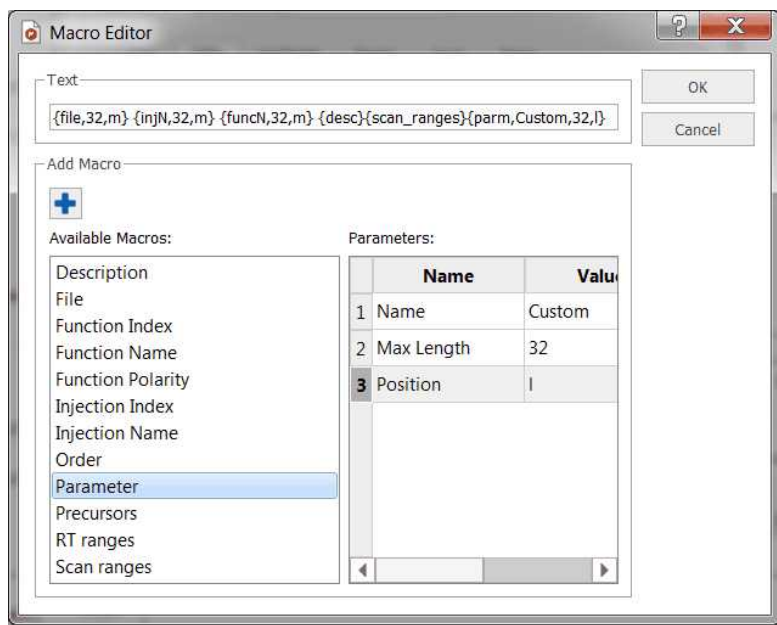 Macro Editor
Text
{file,32,m} {injN,32,m} {funcN,32,m} {desc}{scan_ranges}{parm,Custom,32,l}
OK
Cancel
Add Macro
Available Macros:
Parameters:
Description
File
Function Index
Function Name
Function Polarity
Injection Index
Injection Name
Order
Parameter
Precursors
RT ranges
Scan ranges
Name Valu
1 Name Custom
2 Max Length 32
3 Position l